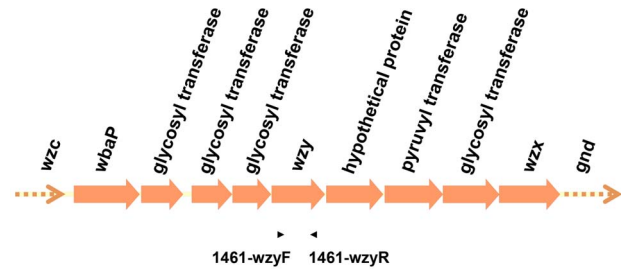 wzc
wbaP
glycosyl transferase
glycosyl transferase
glycosyl transferase
wzy
hypothetical protein
pyruvyl transferase
glycosyl transferase
wzx
gnd
1461-wzyF
1461-wzyR